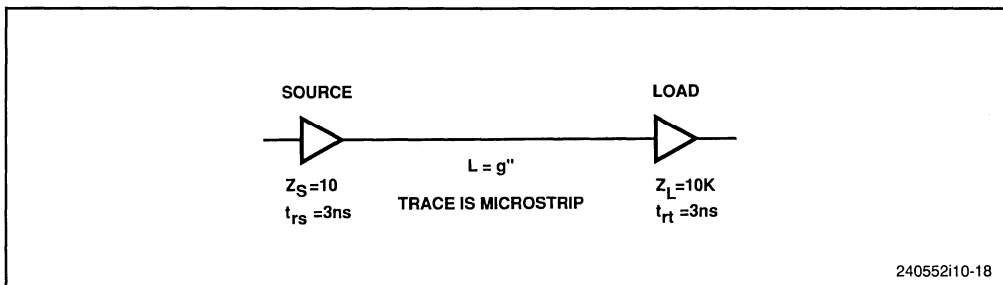 SOURCE
LOAD
L = g"
TRACE IS MICROSTRIP
Z_S=10
t_rs =3ns
Z_L=10K
t_rt =3ns
240552i10-18